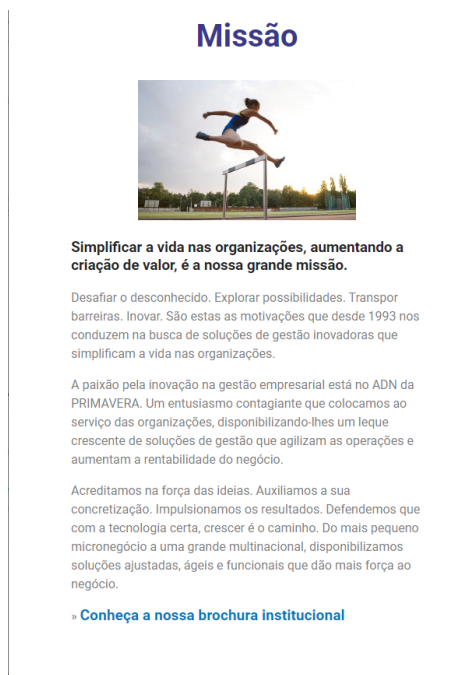 Missão
Simplificar a vida nas organizações, aumentando a
criação de valor, é a nossa grande missão.
Desafiar o desconhecido. Explorar possibilidades. Transpor
barreiras. Inovar. São estas as motivações que desde 1993 nos
conduzem na busca de soluções de gestão inovadoras que
simplificam a vida nas organizações.
A paixão pela inovação na gestão empresarial está no ADN da
PRIMAVERA. Um entusiasmo contagiante que colocamos ao
serviço das organizações, disponibilizando-lhes um leque
crescente de soluções de gestão que agilizam as operações e
aumentam a rentabilidade do negócio.
Acreditamos na força das ideias. Auxiliamos a sua
concretização. Impulsionamos os resultados. Defendemos que
com a tecnologia certa, crescer é o caminho. Do mais pequeno
micronegócio a uma grande multinacional, disponibilizamos
soluções ajustadas, ágeis e funcionais que dão mais força ao
negócio.
» Conheça a nossa brochura institucional